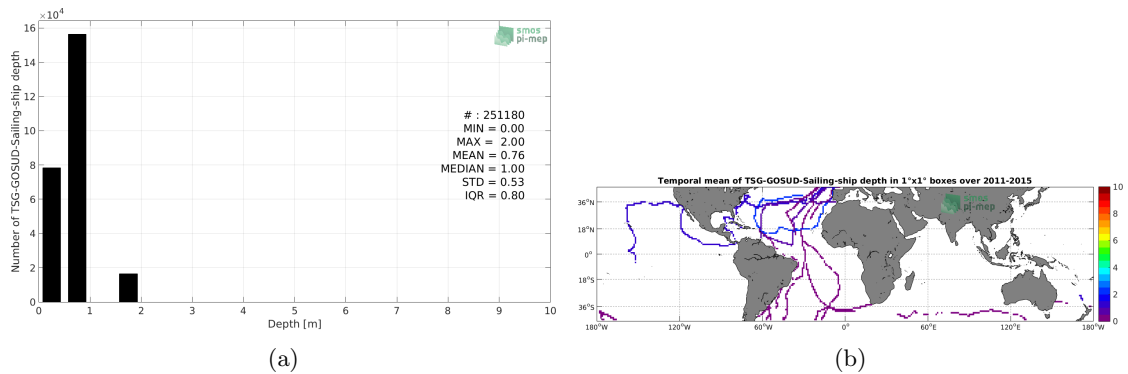 ×10⁴
16
14
12
10
8
6
4
2
0
Number of TSG-GOSUD-Sailing-ship depth
smos
pi-mep
# : 251180
MIN = 0.00
MAX = 2.00
MEAN = 0.76
MEDIAN = 1.00
STD = 0.53
IQR = 0.80
0 1 2 3 4 5 6 7 8 9 10
Depth [m]
(a)
Temporal mean of TSG-GOSUD-Sailing-ship depth in 1°x1° boxes over 2011-2015
smos
pi-mep
36°N
18°N
0°
18°S
36°S
180°W 120°W 60°W 0° 60°E 120°E 180°W
10
8
6
4
2
0
(b)